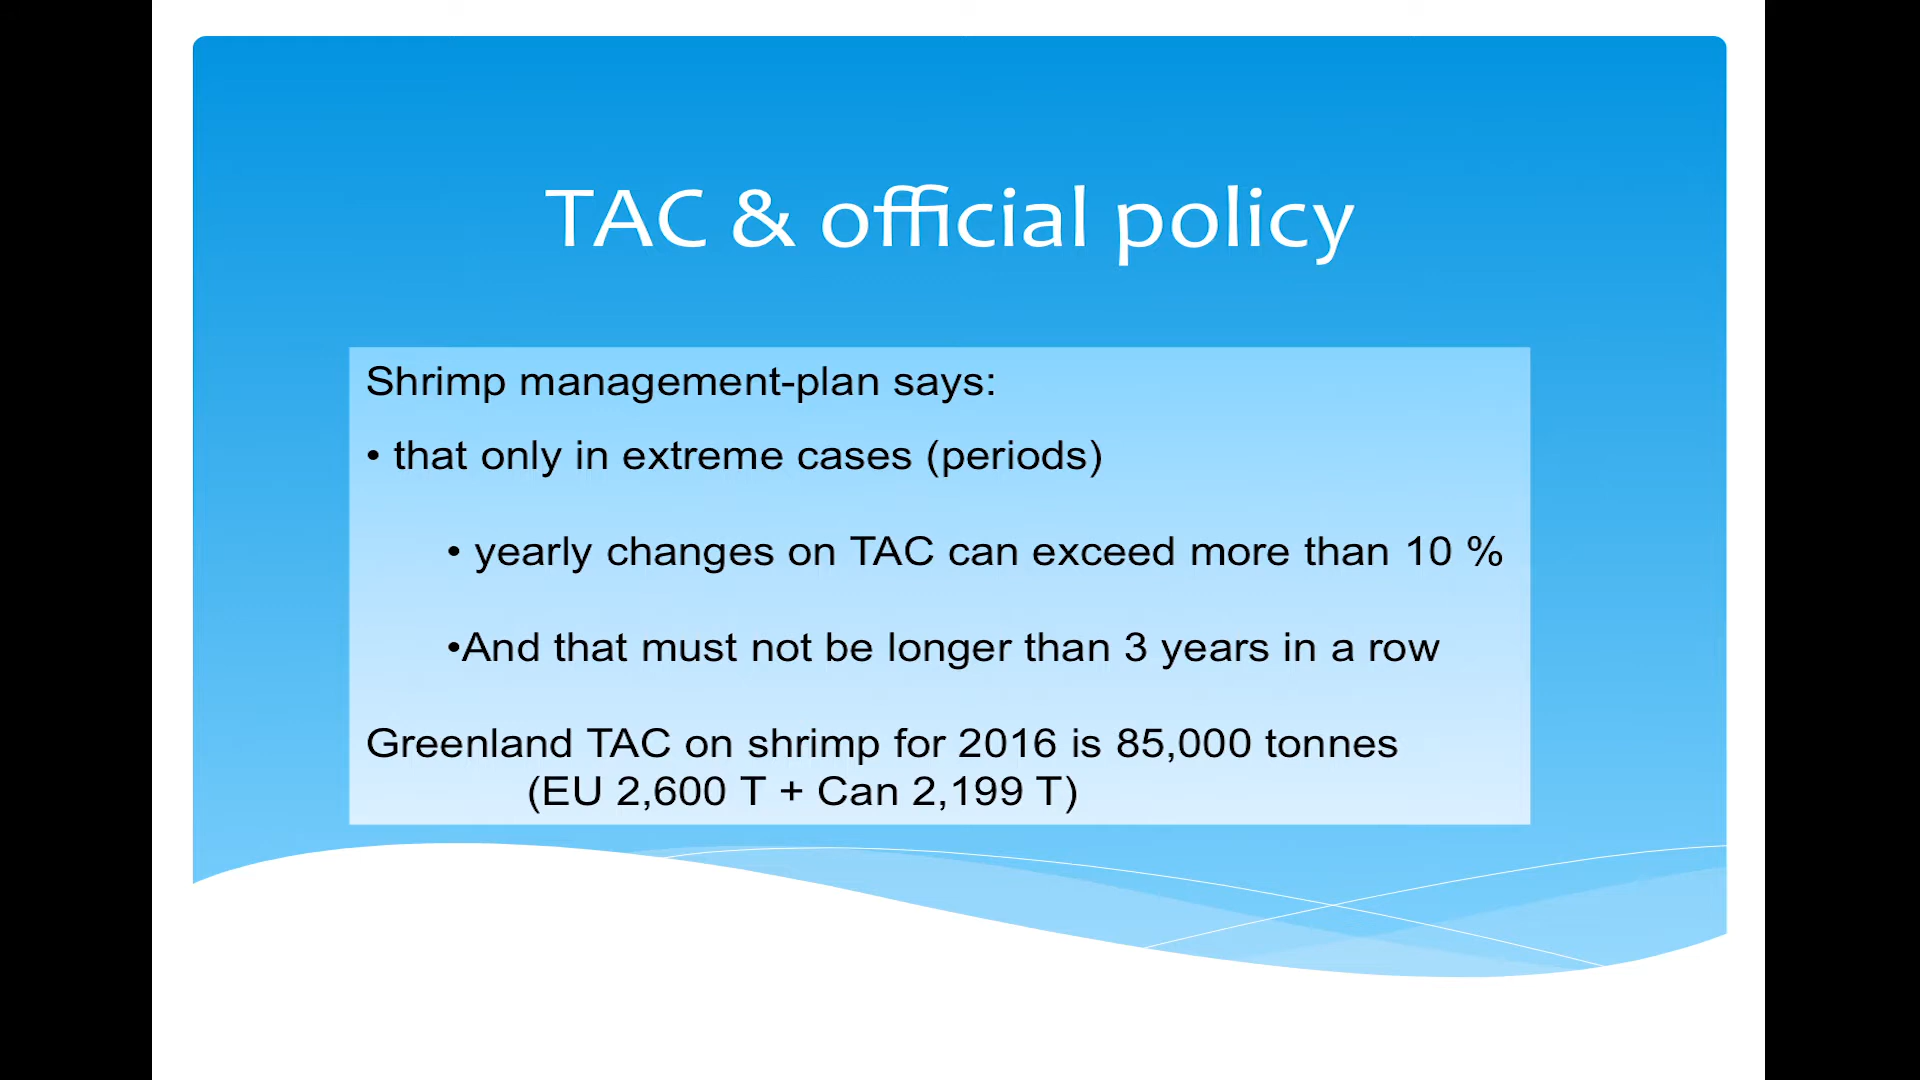 TAC & official policy
Shrimp management-plan says:
• that only in extreme cases (periods)
• yearly changes on TAC can exceed more than 10 %
•And that must not be longer than 3 years in a row
Greenland TAC on shrimp for 2016 is 85,000 tonnes
(EU 2,600 T + Can 2,199 T)